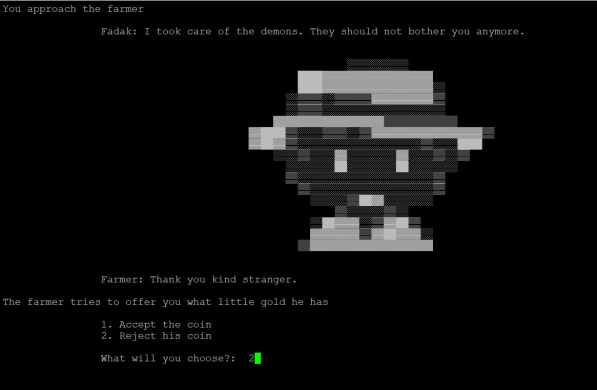 You approach the farmer
Fadak: I took care of the demons. They should not bother you anymore.
Farmer: Thank you kind stranger.
The farmer tries to offer you what little gold he has
1. Accept the coin
2. Reject his coin
What will you choose?: 2